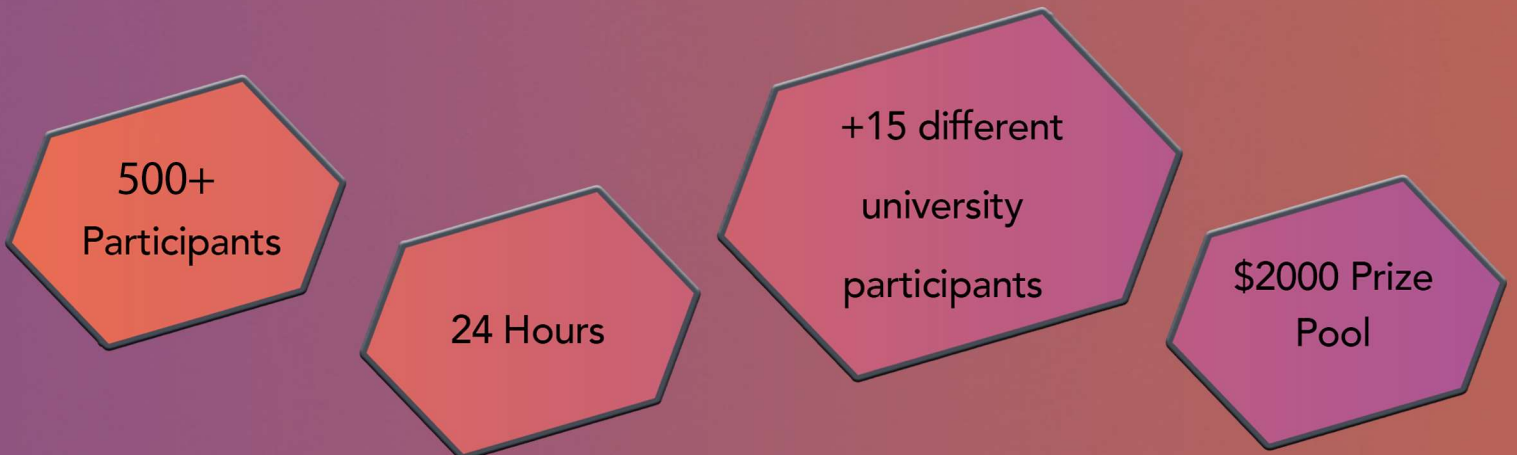 500+
Participants
24 Hours
+15 different
university
participants
$2000 Prize
Pool